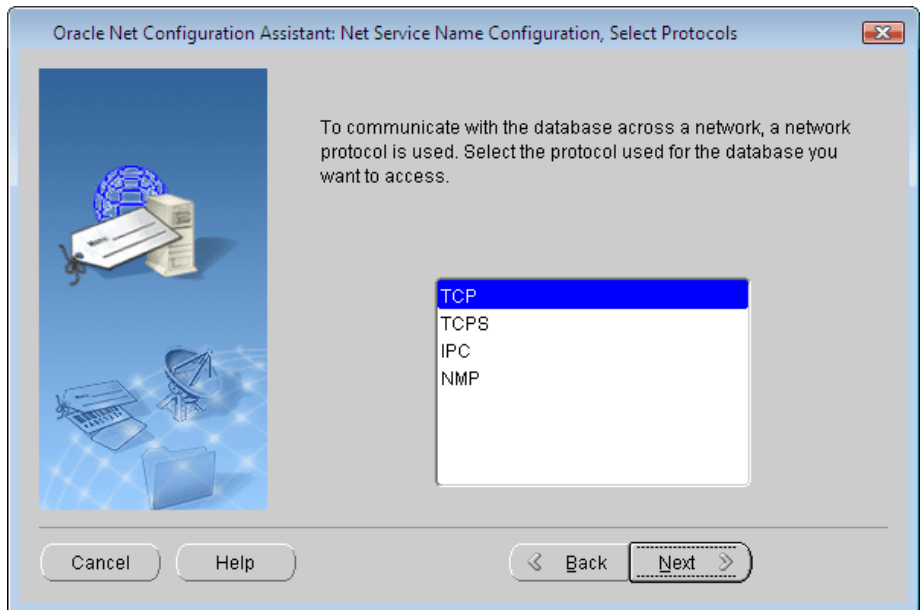 Oracle Net Configuration Assistant: Net Service Name Configuration, Select Protocols
To communicate with the database across a network, a network
protocol is used. Select the protocol used for the database you
want to access.
TCP
TCPS
IPC
NMP
Cancel
Help
Back
Next